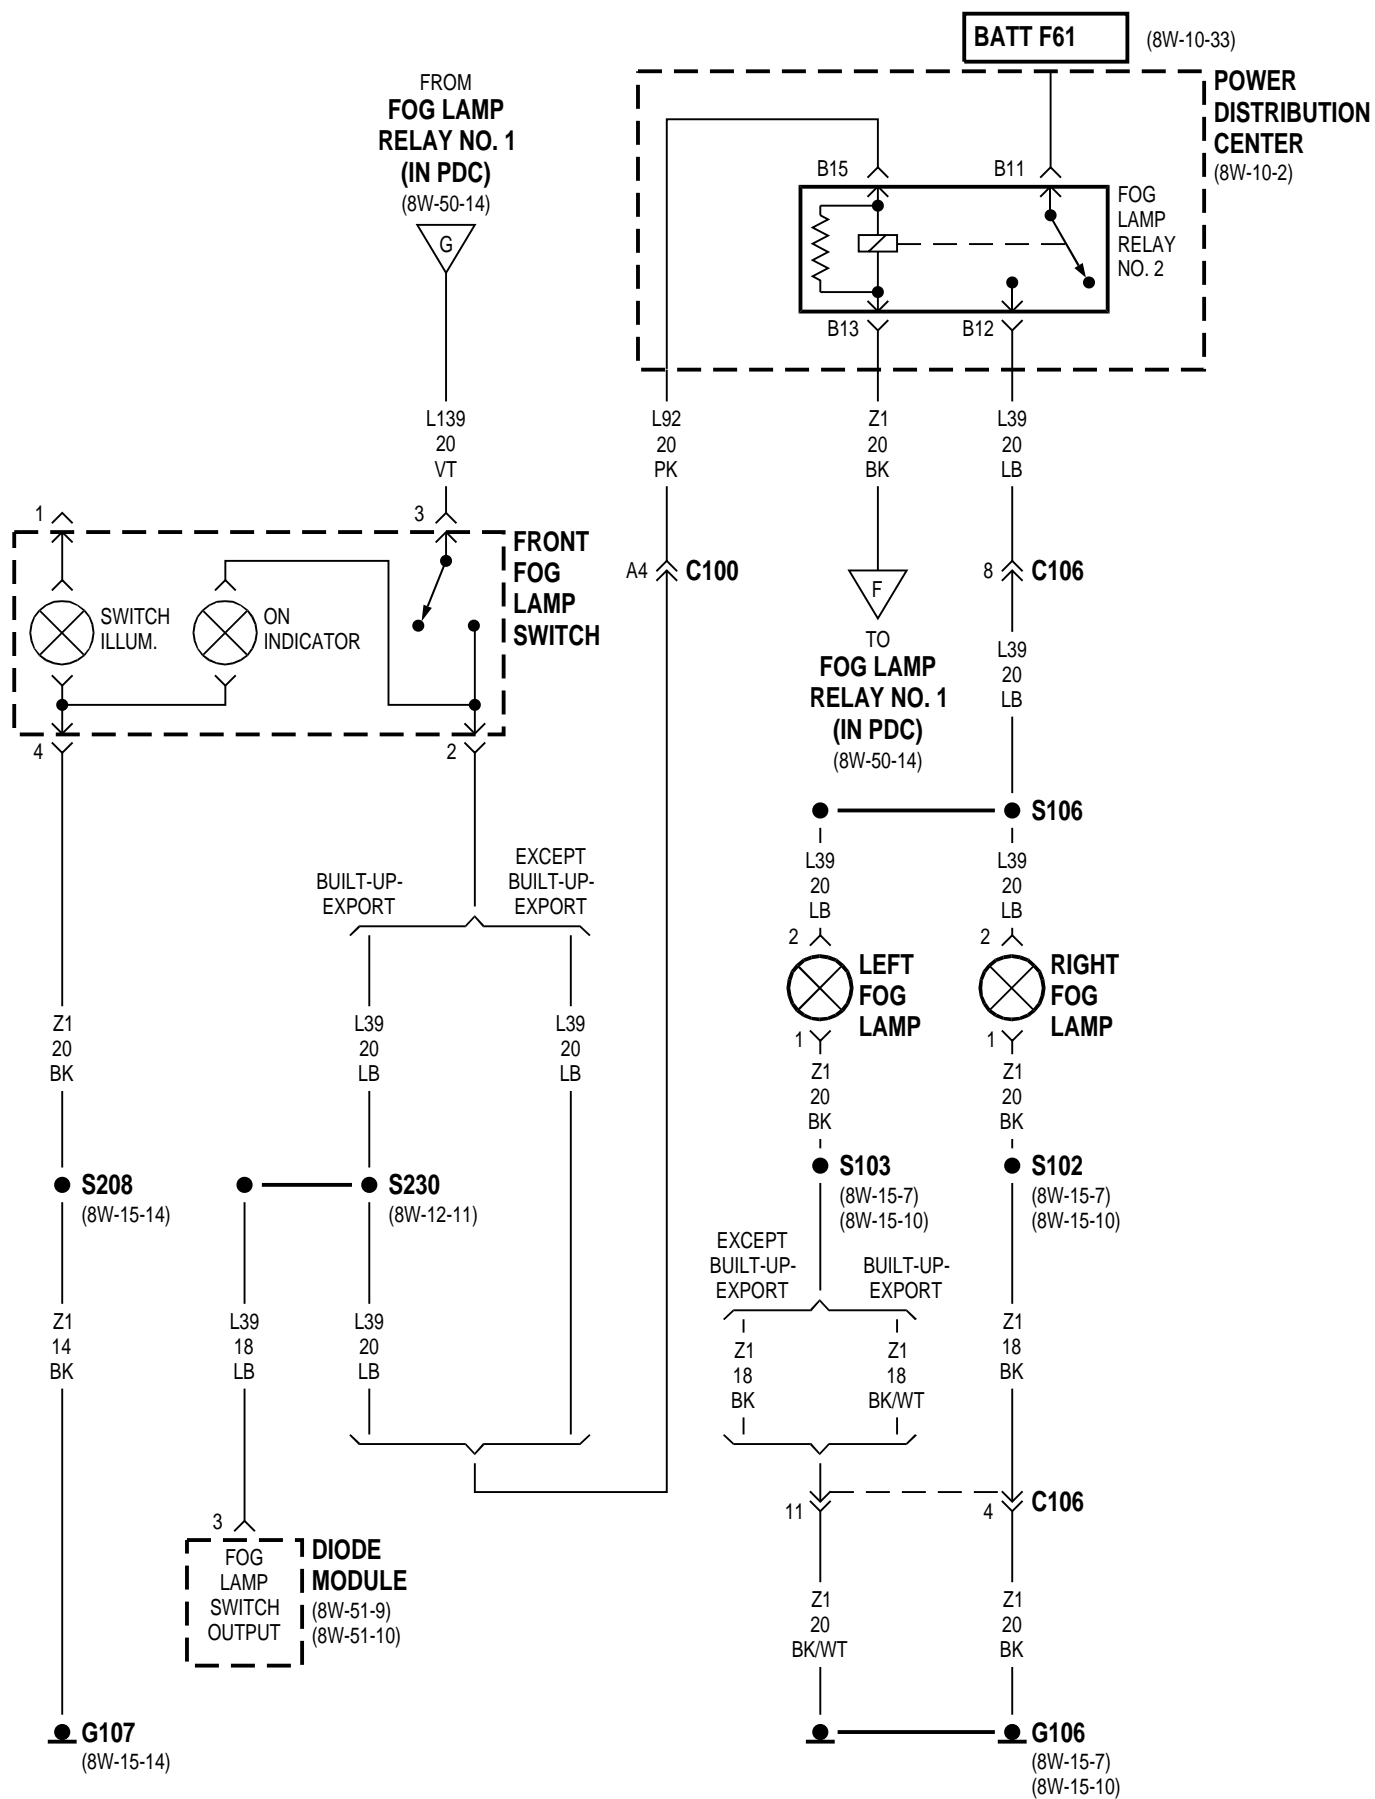 BATT F61
(8W-10-33)
FROM
FOG LAMP
RELAY NO. 1
(IN PDC)
(8W-50-14)
G
POWER
DISTRIBUTION
CENTER
(8W-10-2)
B15
B11
FOG
LAMP
RELAY
NO. 2
B13
B12
L139
20
VT
L92
20
PK
Z1
20
BK
L39
20
LB
1
3
FRONT
FOG
LAMP
SWITCH
SWITCH
ILLUM.
ON
INDICATOR
4
2
A4
C100
F
TO
FOG LAMP
RELAY NO. 1
(IN PDC)
(8W-50-14)
8
C106
L39
20
LB
S106
L39
20
LB
L39
20
LB
BUILT-UP-
EXPORT
EXCEPT
BUILT-UP-
EXPORT
2
LEFT
FOG
LAMP
1
2
RIGHT
FOG
LAMP
1
Z1
20
BK
L39
20
LB
L39
20
LB
Z1
20
BK
Z1
20
BK
S208
(8W-15-14)
S230
(8W-12-11)
S103
(8W-15-7)
(8W-15-10)
S102
(8W-15-7)
(8W-15-10)
EXCEPT
BUILT-UP-
EXPORT
BUILT-UP-
EXPORT
Z1
14
BK
L39
18
LB
L39
20
LB
Z1
18
BK
Z1
18
BK/WT
Z1
18
BK
11
4
C106
3
FOG
LAMP
SWITCH
OUTPUT
DIODE
MODULE
(8W-51-9)
(8W-51-10)
Z1
20
BK/WT
Z1
20
BK
G107
(8W-15-14)
G106
(8W-15-7)
(8W-15-10)